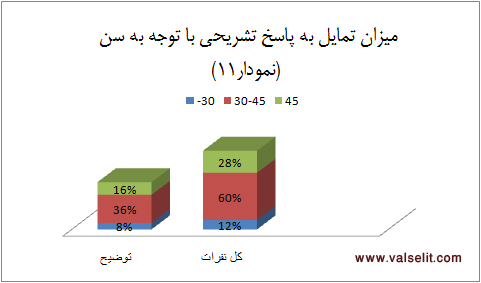 میزان تمایل به پاسخ تشریحی با توجه به سن
(نمودار۱۱)
-30 30-45 45
16% 28%
36% 60%
8% 12%
توضیح کل نفرات
www.valselit.com